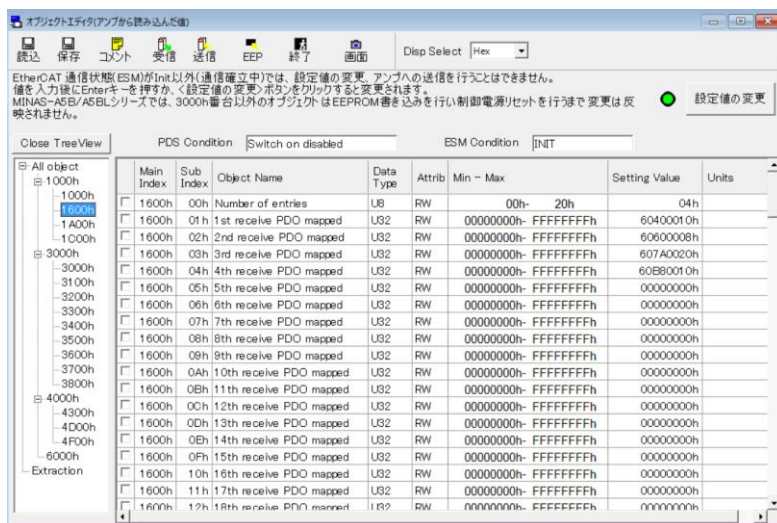 オブジェクトエディタ(アンプから読み込んだ値)
読込 保存 コメント 受信 送信 EEP 終了 画面 Disp Select Hex
EtherCAT 通信状態(ESM)がInit以外(通信確立中)では、設定値の変更、アンプへの送信を行うことはできません。
値を入力後にEnterキーを押すか、<設定値の変更>ボタンをクリックすると変更されます。
MINAS-A5B/A5BLシリーズでは、3000h番台以外のオブジェクトはEEPROM書き込みを行い制御電源リセットを行うまで変更は反
映されません。
設定値の変更
Close TreeView PDS Condition Switch on disabled ESM Condition INIT
All object
1000h
1000h
1600h
1A00h
1C00h
3000h
3000h
3100h
3200h
3300h
3400h
3500h
3600h
3700h
3800h
4000h
4300h
4D00h
4F00h
6000h
Extraction
Main Index Sub Index Object Name Data Type Attrib Min - Max Setting Value Units
1600h 00h Number of entries U8 RW 00h- 20h 04h
1600h 01h 1st receive PDO mapped U32 RW 00000000h- FFFFFFFFh 60400010h
1600h 02h 2nd receive PDO mapped U32 RW 00000000h- FFFFFFFFh 60600008h
1600h 03h 3rd receive PDO mapped U32 RW 00000000h- FFFFFFFFh 607A0020h
1600h 04h 4th receive PDO mapped U32 RW 00000000h- FFFFFFFFh 60B80010h
1600h 05h 5th receive PDO mapped U32 RW 00000000h- FFFFFFFFh 00000000h
1600h 06h 6th receive PDO mapped U32 RW 00000000h- FFFFFFFFh 00000000h
1600h 07h 7th receive PDO mapped U32 RW 00000000h- FFFFFFFFh 00000000h
1600h 08h 8th receive PDO mapped U32 RW 00000000h- FFFFFFFFh 00000000h
1600h 09h 9th receive PDO mapped U32 RW 00000000h- FFFFFFFFh 00000000h
1600h 0Ah 10th receive PDO mapped U32 RW 00000000h- FFFFFFFFh 00000000h
1600h 0Bh 11th receive PDO mapped U32 RW 00000000h- FFFFFFFFh 00000000h
1600h 0Ch 12th receive PDO mapped U32 RW 00000000h- FFFFFFFFh 00000000h
1600h 0Dh 13th receive PDO mapped U32 RW 00000000h- FFFFFFFFh 00000000h
1600h 0Eh 14th receive PDO mapped U32 RW 00000000h- FFFFFFFFh 00000000h
1600h 0Fh 15th receive PDO mapped U32 RW 00000000h- FFFFFFFFh 00000000h
1600h 10h 16th receive PDO mapped U32 RW 00000000h- FFFFFFFFh 00000000h
1600h 11h 17th receive PDO mapped U32 RW 00000000h- FFFFFFFFh 00000000h
1600h 12h 18th receive PDO mapped U32 RW 00000000h- FFFFFFFFh 00000000h